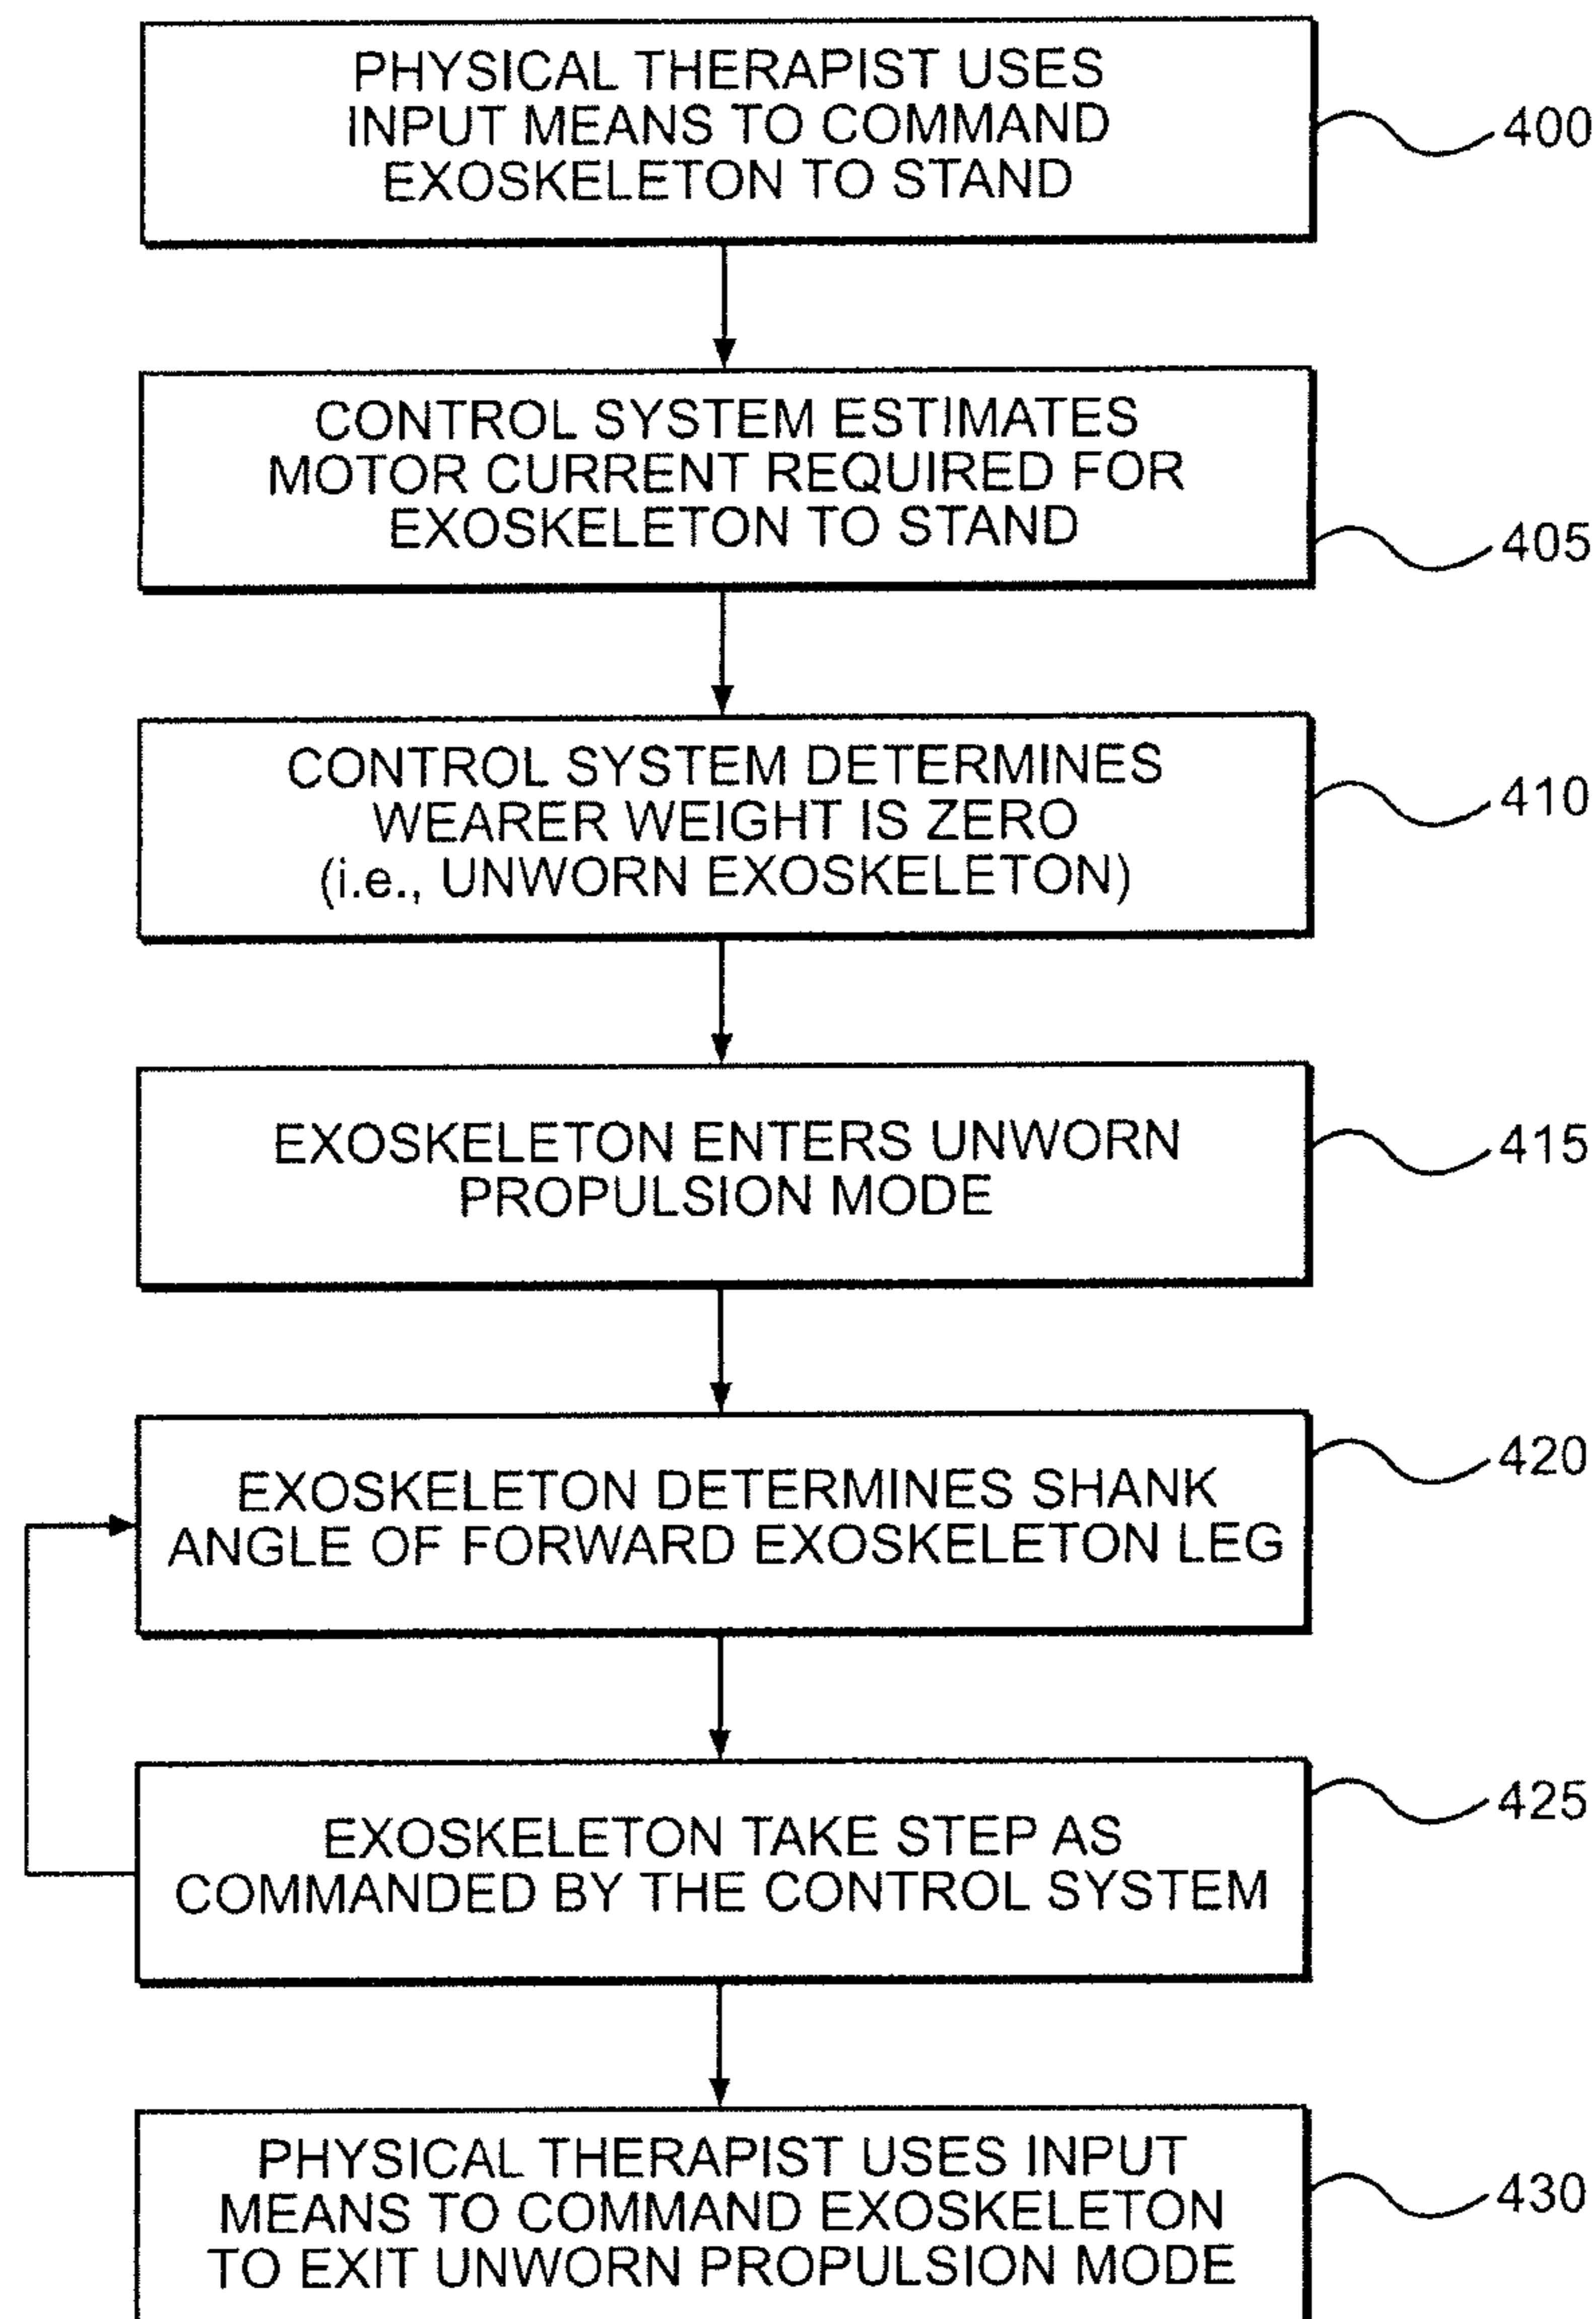 PHYSICAL THERAPIST USES
INPUT MEANS TO COMMAND
EXOSKELETON TO STAND
400
CONTROL SYSTEM ESTIMATES
MOTOR CURRENT REQUIRED FOR
EXOSKELETON TO STAND
405
CONTROL SYSTEM DETERMINES
WEARER WEIGHT IS ZERO
(i.e., UNWORN EXOSKELETON)
410
EXOSKELETON ENTERS UNWORN
PROPULSION MODE
415
EXOSKELETON DETERMINES SHANK
ANGLE OF FORWARD EXOSKELETON LEG
420
EXOSKELETON TAKE STEP AS
COMMANDED BY THE CONTROL SYSTEM
425
PHYSICAL THERAPIST USES INPUT
MEANS TO COMMAND EXOSKELETON
TO EXIT UNWORN PROPULSION MODE
430